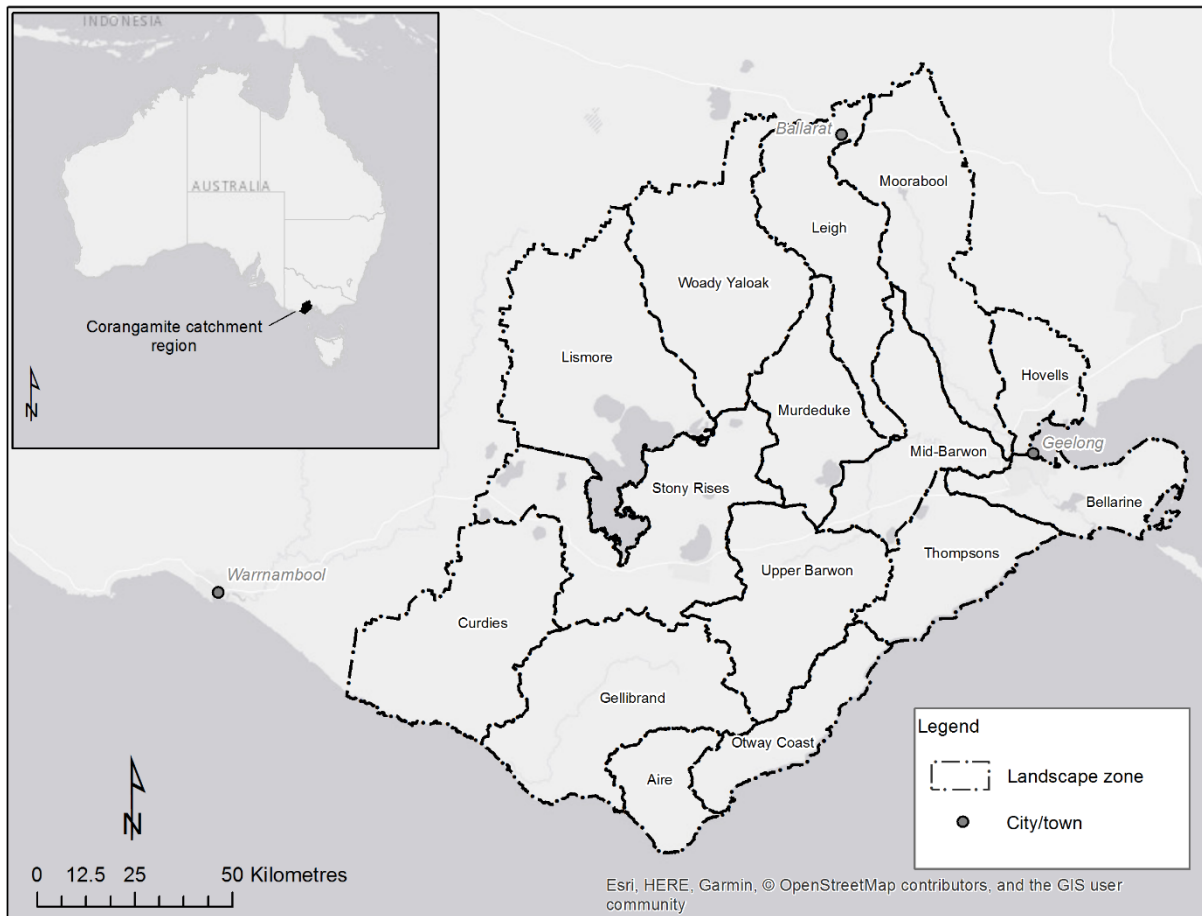 INDONESIA
AUSTRALIA
Corangamite catchment
region
N
Ballarat
Moorabool
Leigh
Woady Yaloak
Lismore
Hovells
Murdeduke
Geelong
Mid-Barwon
Stony Rises
Bellarine
Thompsons
Upper Barwon
Warrnambool
Curdies
Gellibrand
Otway Coast
Aire
Legend
Landscape zone
City/town
N
0 12.5 25 50 Kilometres
Esri, HERE, Garmin, © OpenStreetMap contributors, and the GIS user
community